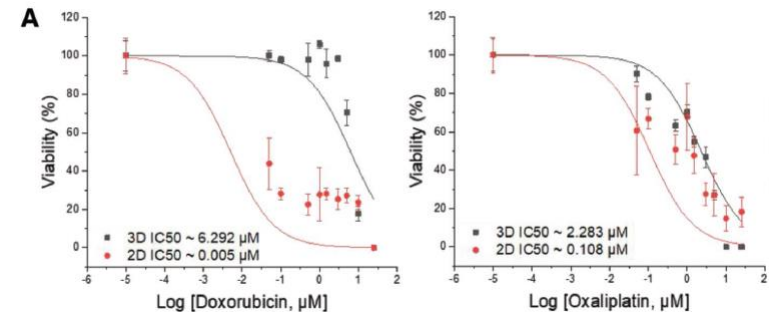 A
120
100
80
60
40
20
0
Viability (%)
-6 -5 -4 -3 -2 -1 0 1 2
Log [Doxorubicin, μM]
3D IC50 ~ 6.292 μM
2D IC50 ~ 0.005 μM
120
100
80
60
40
20
0
Viability (%)
-6 -5 -4 -3 -2 -1 0 1 2
Log [Oxaliplatin, μM]
3D IC50 ~ 2.283 μM
2D IC50 ~ 0.108 μM